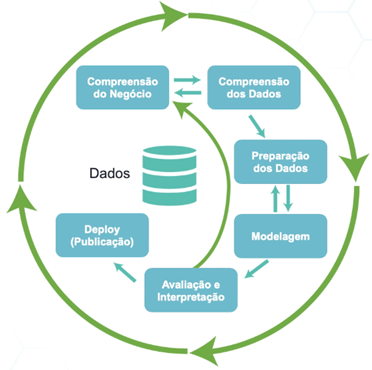 Compreensão
do Negócio
Compreensão
dos Dados
Preparação
dos Dados
Dados
Modelagem
Deploy
(Publicação)
Avaliação e
Interpretação